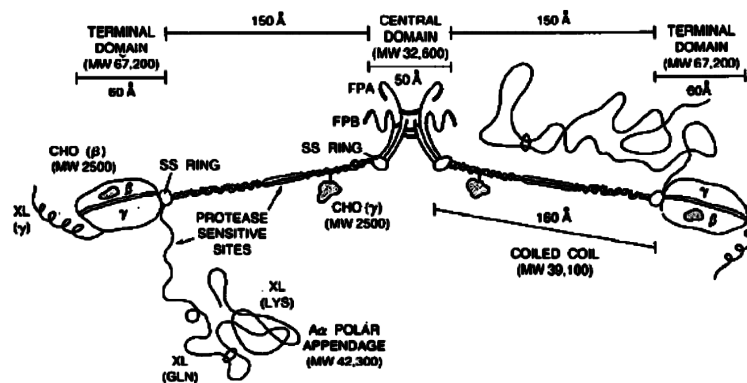 TERMINAL
DOMAIN
(MW 67,200)
60 Å
150 Å
CENTRAL
DOMAIN
(MW 32,600)
50 Å
150 Å
TERMINAL
DOMAIN
(MW 67,200)
60 Å
FPA
FPB
SS RING
CHO (β)
(MW 2500)
SS RING
β
γ
XL
(γ)
PROTEASE
SENSITIVE
SITES
CHO (γ)
(MW 2500)
160 Å
COILED COIL
(MW 39,100)
γ
β
XL
(LYS)
Aα POLAR
APPENDAGE
(MW 42,300)
XL
(GLN)